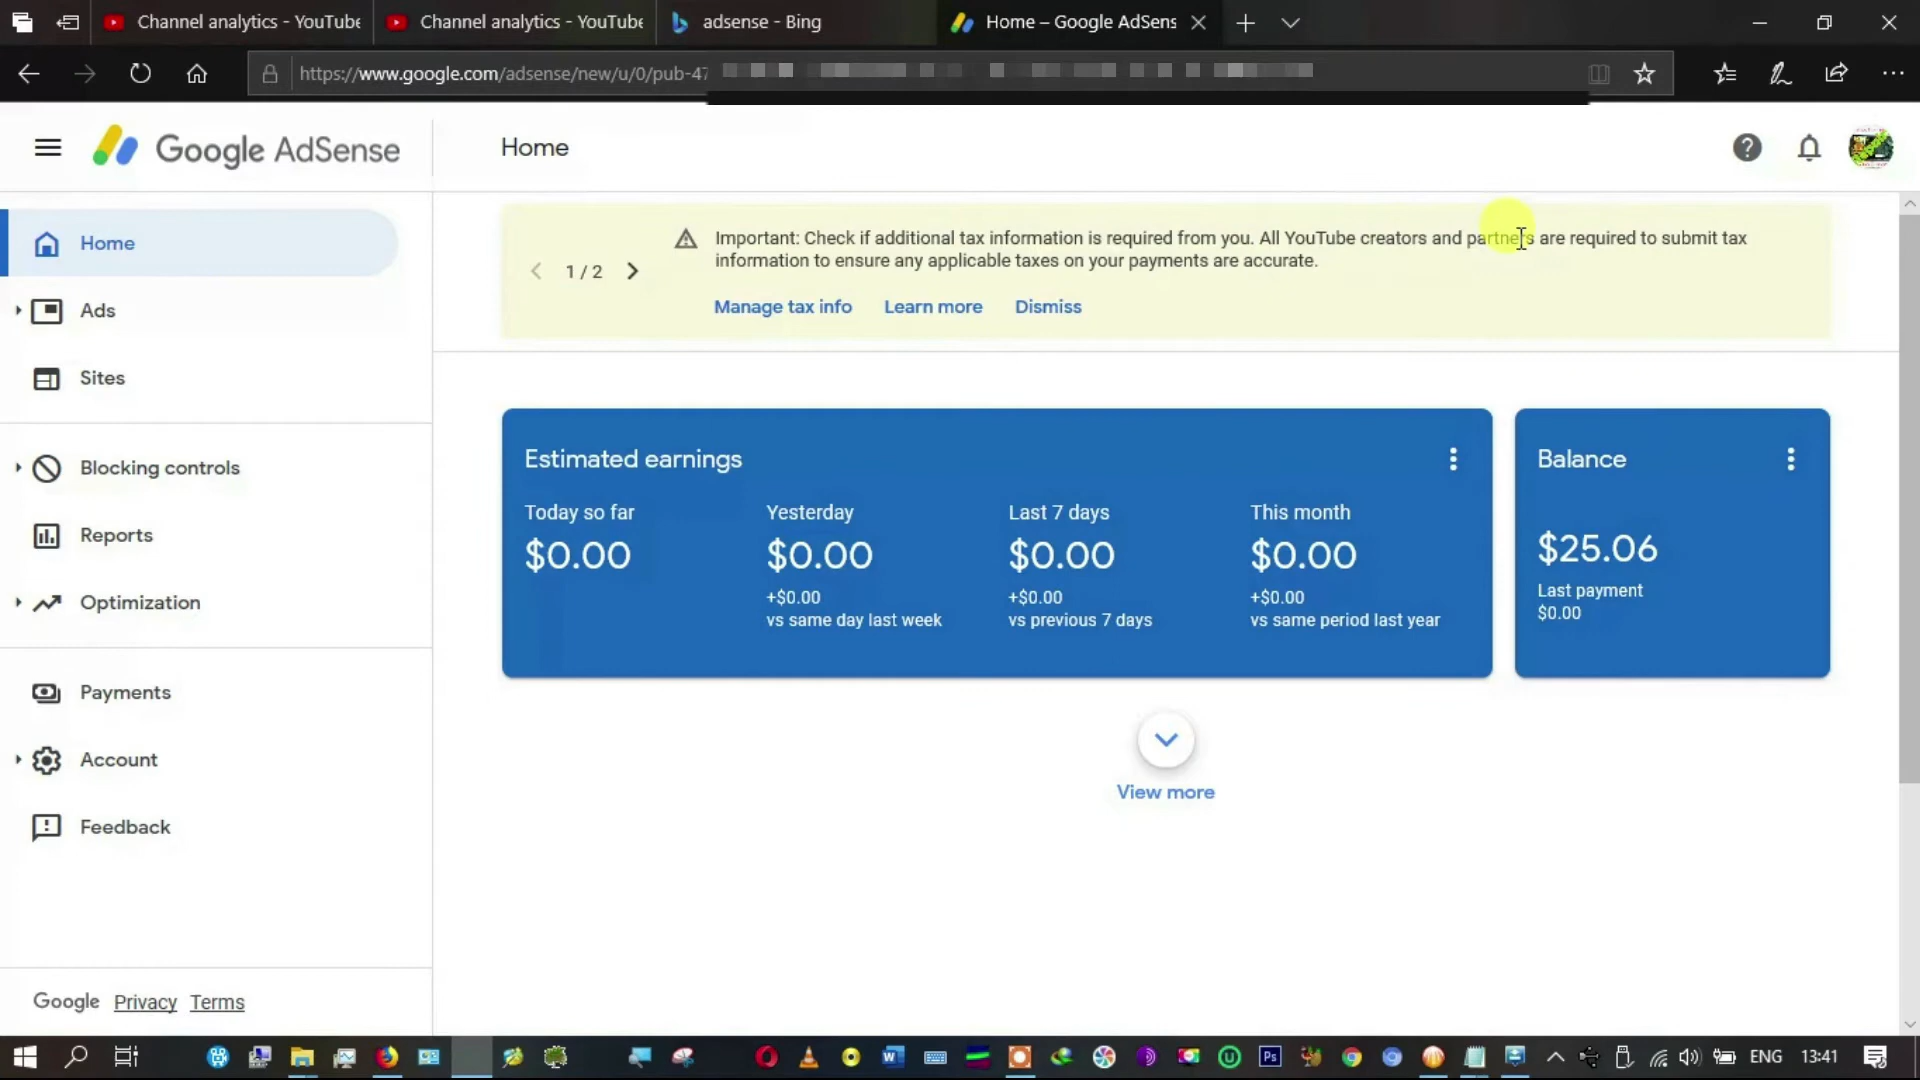 Channel analytics - YouTube
Channel analytics - YouTube
adsense - Bing
Home – Google AdSens
https://www.google.com/adsense/new/u/0/pub-47
Google AdSense
Home
Home
Ads
Sites
Blocking controls
Reports
Optimization
Payments
Account
Feedback
Google Privacy Terms
1 / 2
Important: Check if additional tax information is required from you. All YouTube creators and partners are required to submit tax
information to ensure any applicable taxes on your payments are accurate.
Manage tax info Learn more Dismiss
Estimated earnings
Today so far
$0.00
Yesterday
$0.00
+$0.00
vs same day last week
Last 7 days
$0.00
+$0.00
vs previous 7 days
This month
$0.00
+$0.00
vs same period last year
Balance
$25.06
Last payment
$0.00
View more
ENG 13:41